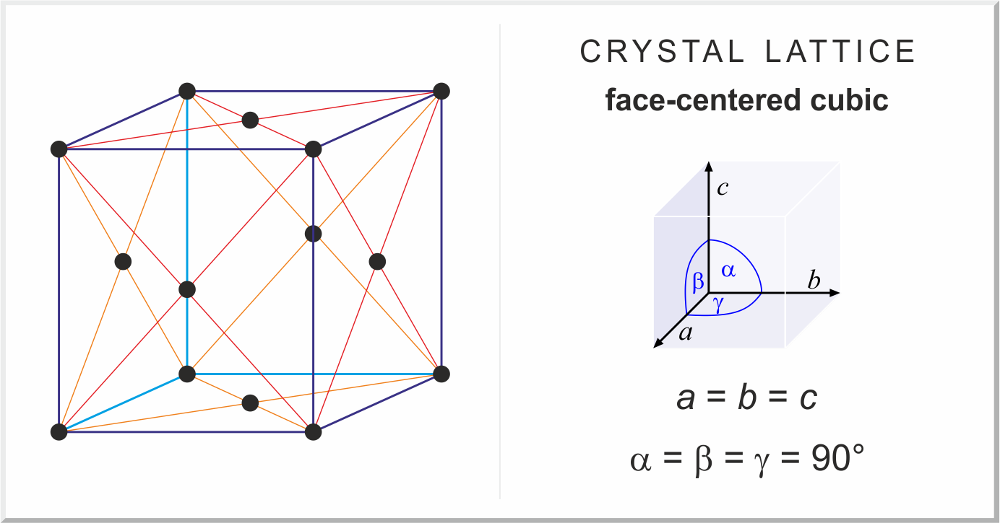 CRYSTAL LATTICE
face-centered cubic
c
β α
b
γ
a
a = b = c
α = β = γ = 90°